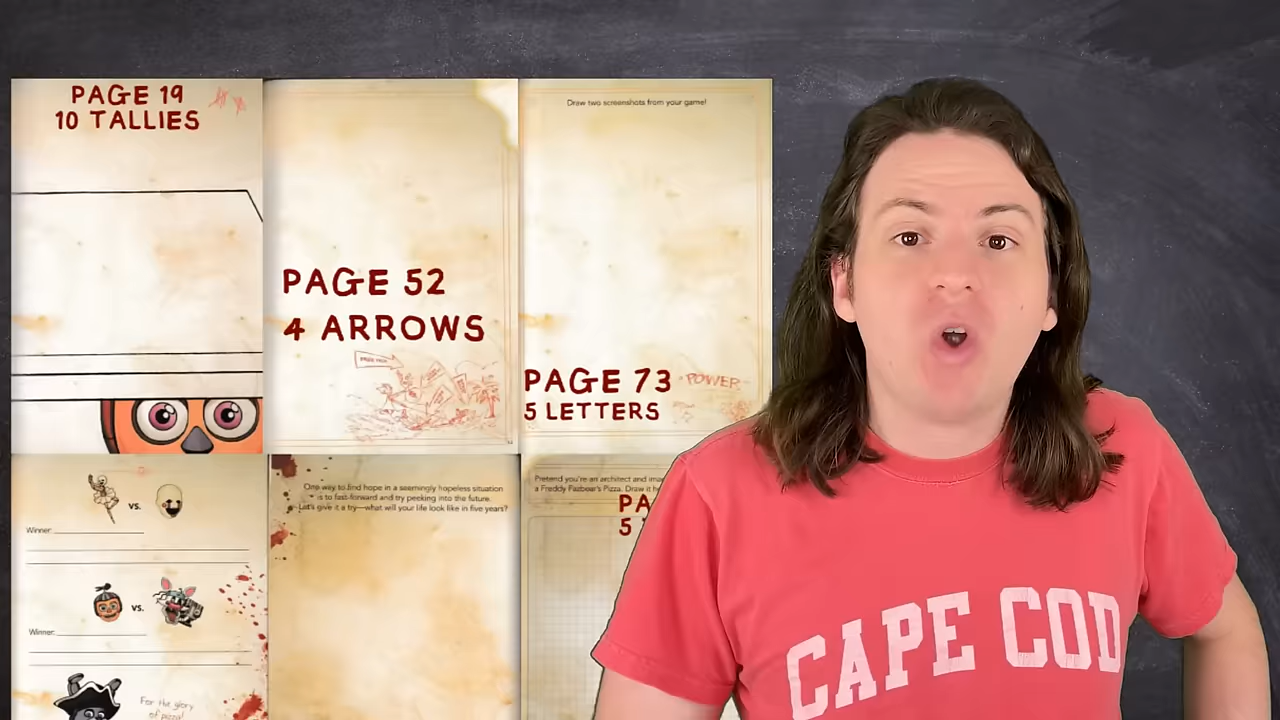 PAGE 19
10 TALLIES
PAGE 52
4 ARROWS
Draw two screenshots from your game!
PAGE 73
5 LETTERS
POWER
vs.
Winner:
vs.
Winner:
For the glory
of pizza!
One way to find hope in a seemingly hopeless situation
is to fast-forward and try peeking into the future.
Let's give it a try—what will your life look like in five years?
Pretend you're an architect and
a Freddy Fazbear's Pizza. Draw it
PA
5
CAPE COD